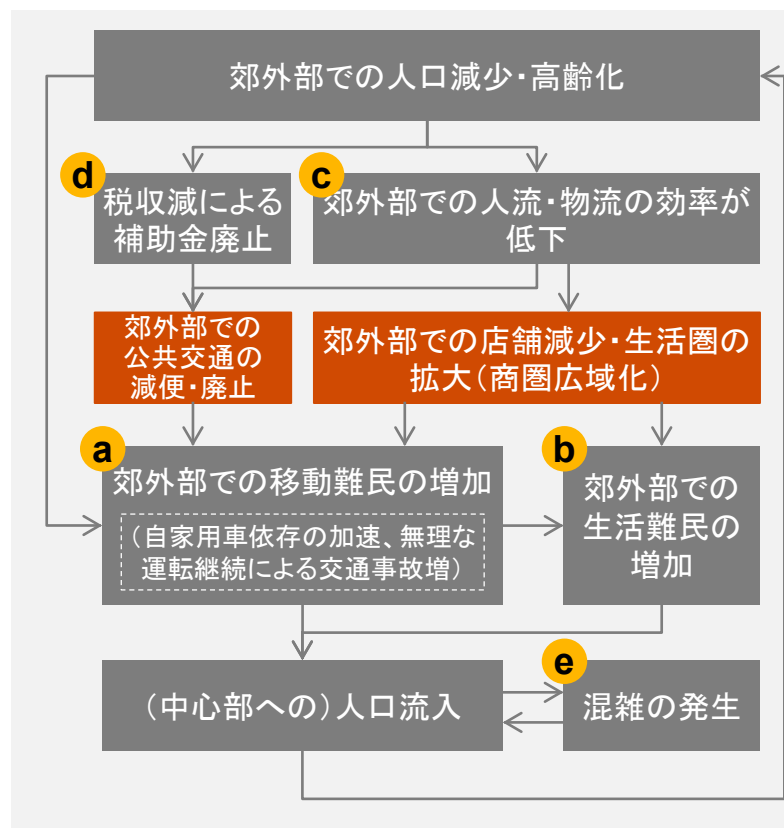 郊外部での人口減少・高齢化
d
税収減による
補助金廃止
c
郊外部での人流・物流の効率が
低下
郊外部での
公共交通の
減便・廃止
郊外部での店舗減少・生活圏の
拡大（商圏広域化）
a
郊外部での移動難民の増加
（自家用車依存の加速、無理な
運転継続による交通事故増）
b
郊外部での
生活難民の
増加
（中心部への）人口流入
e
混雑の発生